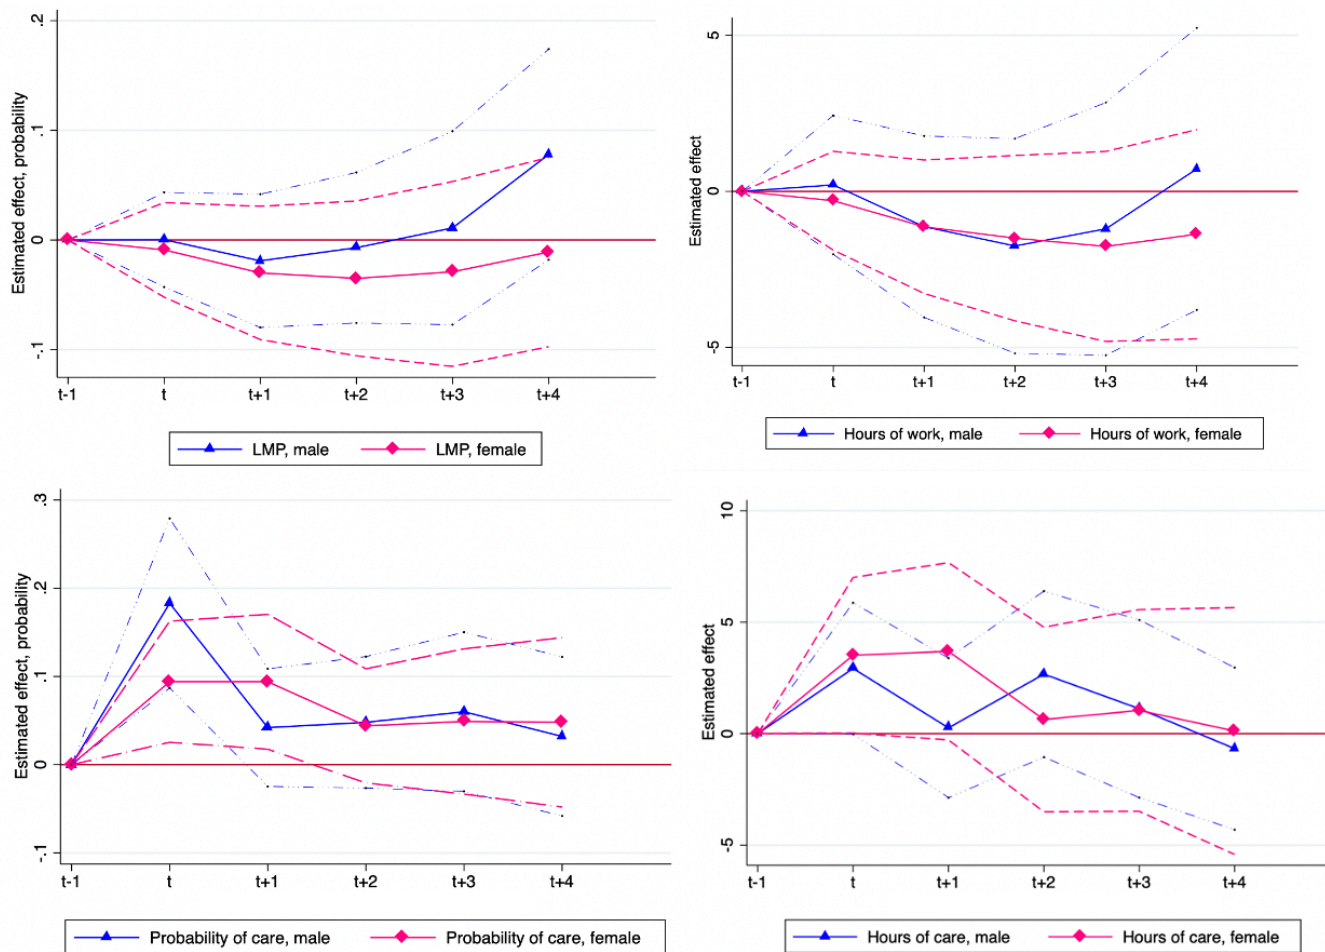 .2
.1
0
-.1
Estimated effect, probability
t-1 t t+1 t+2 t+3 t+4
LMP, male LMP, female
5
0
-5
Estimated effect
t-1 t t+1 t+2 t+3 t+4
Hours of work, male Hours of work, female
.3
.2
.1
0
-.1
Estimated effect, probability
t-1 t t+1 t+2 t+3 t+4
Probability of care, male Probability of care, female
10
5
0
-5
Estimated effect
t-1 t t+1 t+2 t+3 t+4
Hours of care, male Hours of care, female